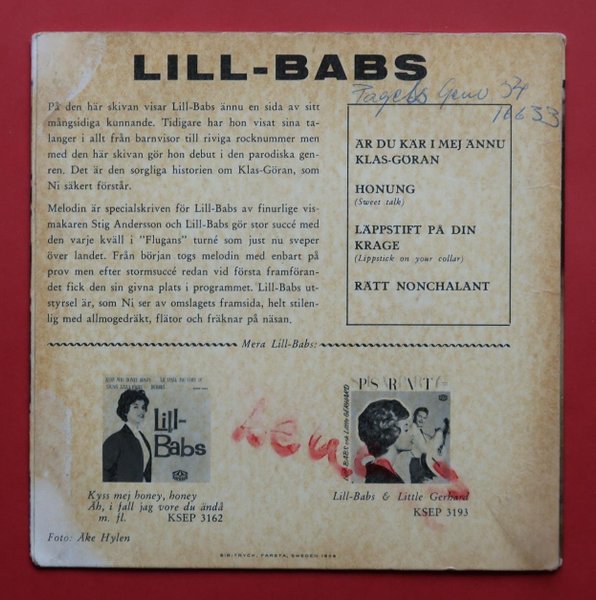 LILL-BABS
På den här skivan visar Lill-Babs ännu en sida av sitt
mångsidiga kunnande. Tidigare har hon visat sina ta-
langer i allt från barnvisor till riviga rocknummer men
med den här skivan gör hon debut i den parodiska gen-
ren. Det är den sorgliga historien om Klas-Göran, som
Ni säkert förstår.
Melodin är specialskriven för Lill-Babs av finurlige vis-
makaren Stig Andersson och Lill-Babs gör stor succé med
den varje kväll i "Flugans" turné som just nu sveper
över landet. Från början togs melodin med enbart på
prov men efter stormsuccé redan vid första framföran-
det fick den sin givna plats i programmet. Lill-Babs ut-
styrsel är, som Ni ser av omslagets framsida, helt stilen-
lig med allmogedräkt, flätor och fräknar på näsan.
34
16633
ÄR DU KÄR I MEJ ÄNNU
KLAS-GÖRAN
HONUNG
(Sweet talk)
LÄPPSTIFT PÅ DIN
KRAGE
(Lippstick on your collar)
RÄTT NONCHALANT
Mera Lill-Babs:
Lill-
Babs
Kyss mej honey, honey
Åh, i fall jag vore du ändå
m. fl. KSEP 3162
Lill-Babs & Little Gerhard
KSEP 3193
Foto: Åke Hylen